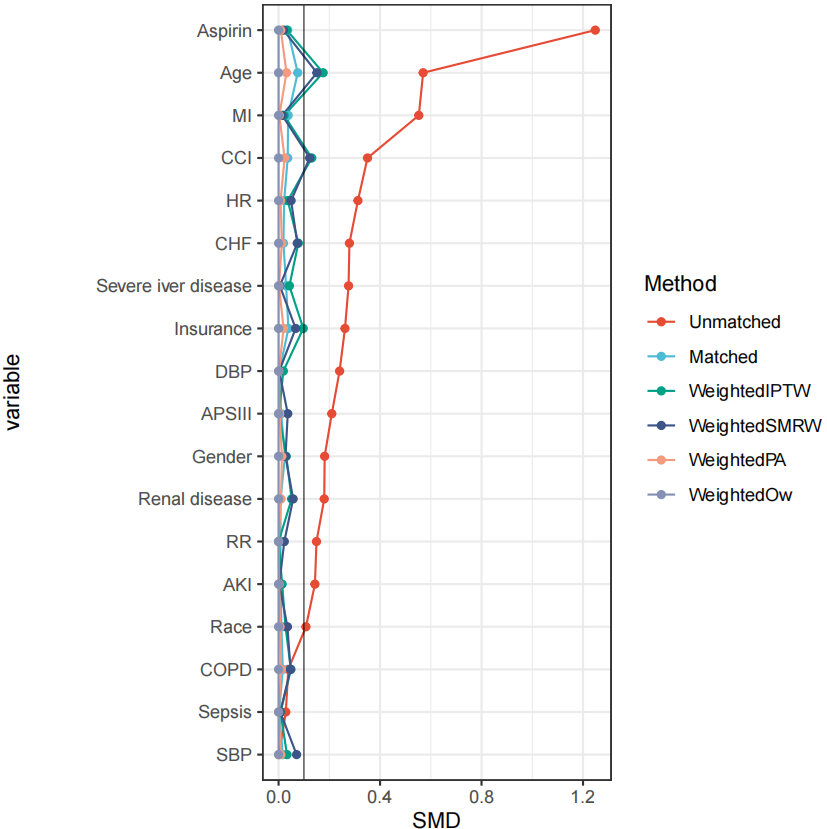 variable
Aspirin
Age
MI
CCI
HR
CHF
Severe iver disease
Insurance
DBP
APSIII
Gender
Renal disease
RR
AKI
Race
COPD
Sepsis
SBP
0.0 0.4 0.8 1.2
SMD
Method
Unmatched
Matched
WeightedIPTW
WeightedSMRW
WeightedPA
WeightedOw